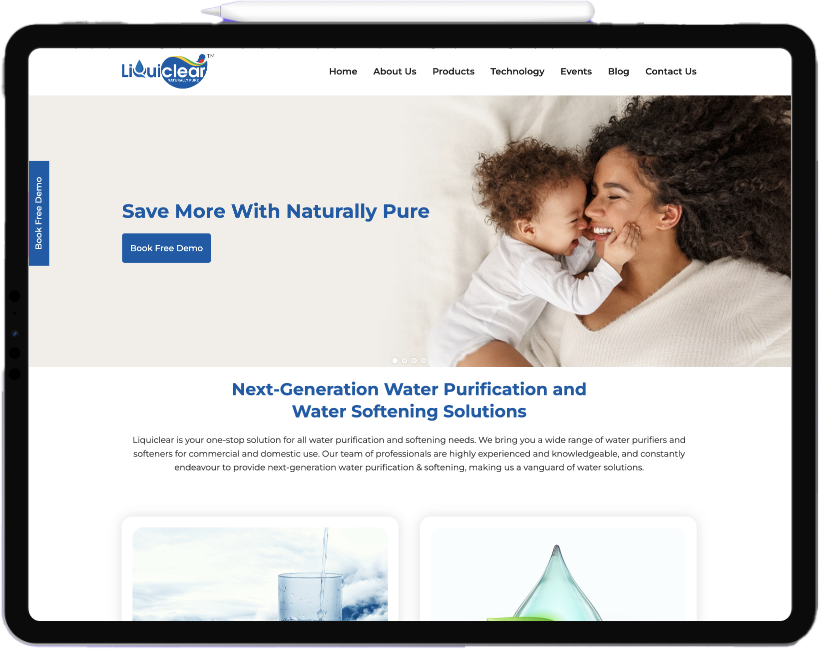 Liquiclear™
NATURALLY PURE
Home About Us Products Technology Events Blog Contact Us
Book Free Demo
Save More With Naturally Pure
Book Free Demo
Next-Generation Water Purification and
Water Softening Solutions
Liquiclear is your one-stop solution for all water purification and softening needs. We bring you a wide range of water purifiers and
softeners for commercial and domestic use. Our team of professionals are highly experienced and knowledgeable, and constantly
endeavour to provide next-generation water purification & softening, making us a vanguard of water solutions.